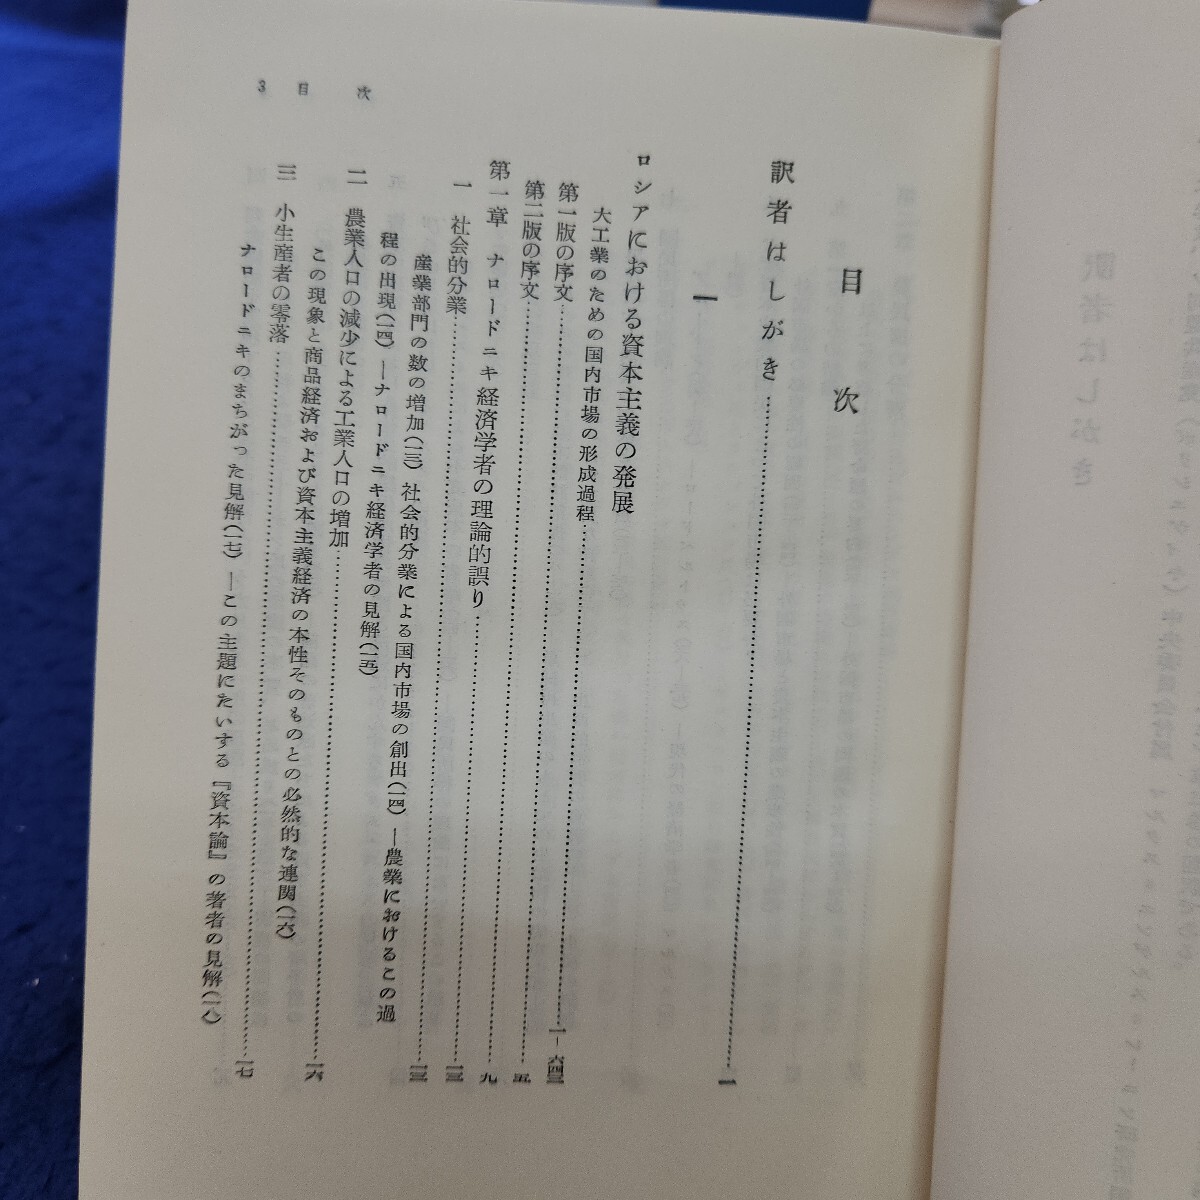 目次
訳者はしがき……一
一
ロシアにおける資本主義の発展
大工業のための国内市場の形成過程……一－六四三
第一版の序文……五
第二版の序文……九
第一章 ナロードニキ経済学者の理論的誤り……一三
一 社会的分業……一三
産業部門の数の増加(一三) 社会的分業による国内市場の創出(一四)―農業におけるこの過
程の出現(一四)―ナロードニキ経済学者の見解(一五)
二 農業人口の減少による工業人口の増加……一六
この現象と商品経済および資本主義経済の本性そのものとの必然的な連関(一六)
三 小生産者の零落……一七
ナロードニキのまちがった見解(一七)―この主題にたいする『資本論』の著者の見解(一八)
3 目次
訳者はしがき